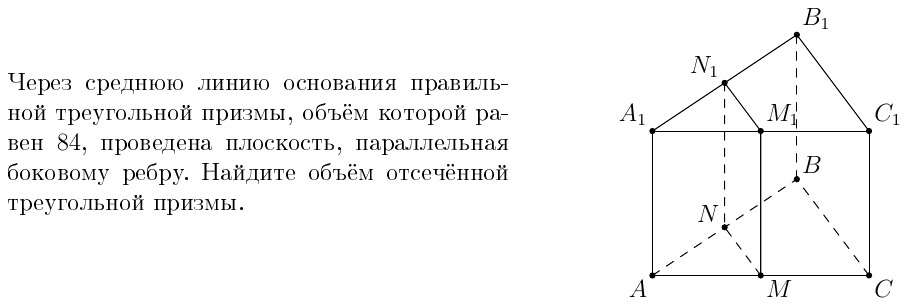 Через среднюю линию основания правиль-
ной треугольной призмы, объём которой ра-
вен 84, проведена плоскость, параллельная
боковому ребру. Найдите объём отсечённой
треугольной призмы.
B₁
N₁
A₁ M₁ C₁
B
N
A M C